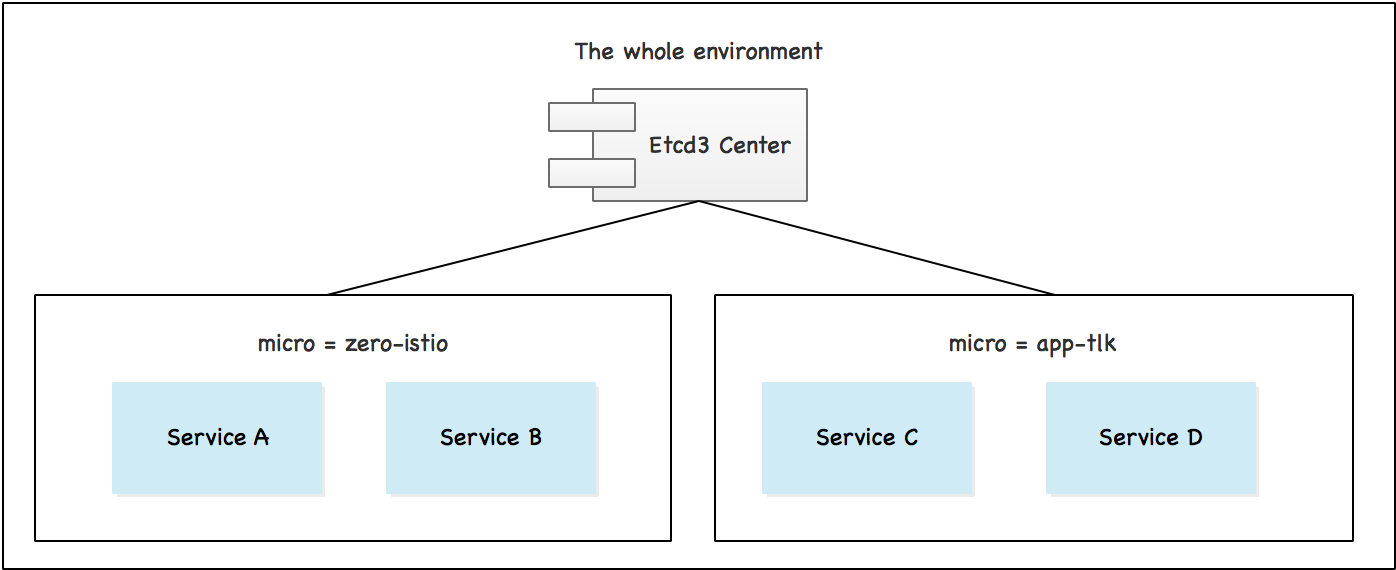 The whole environment
Etcd3 Center
micro = zero-istio
micro = app-tlk
Service A
Service B
Service C
Service D